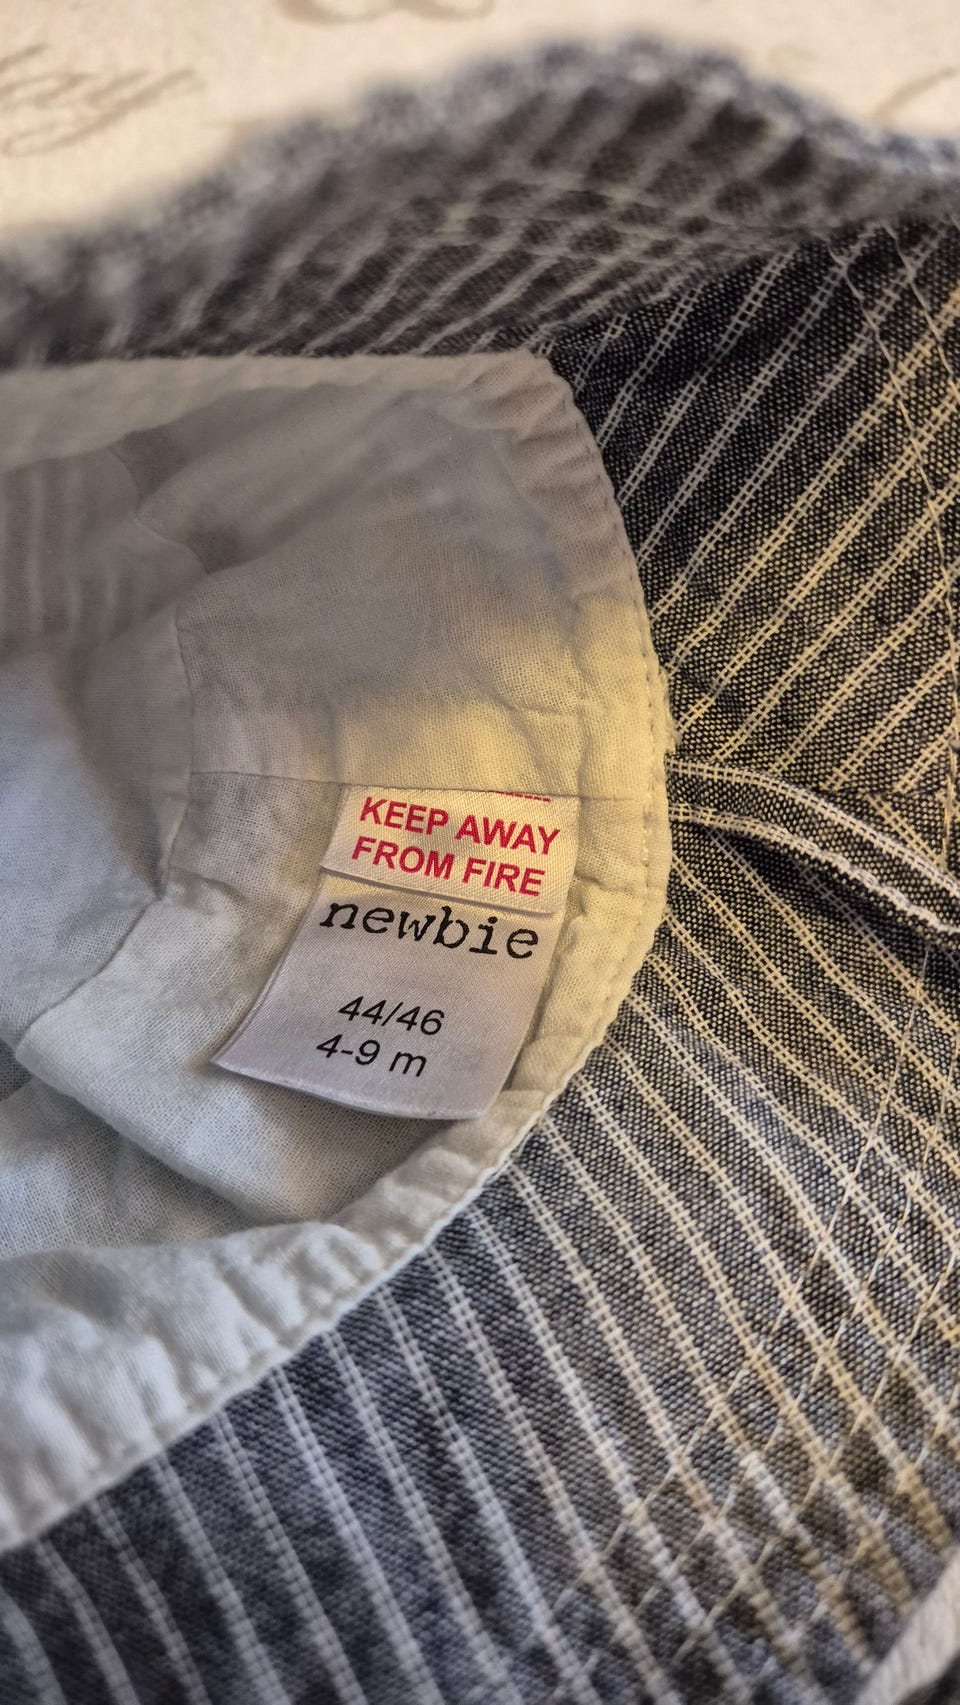 KEEP AWAY
FROM FIRE
newbie
44/46
4-9 m